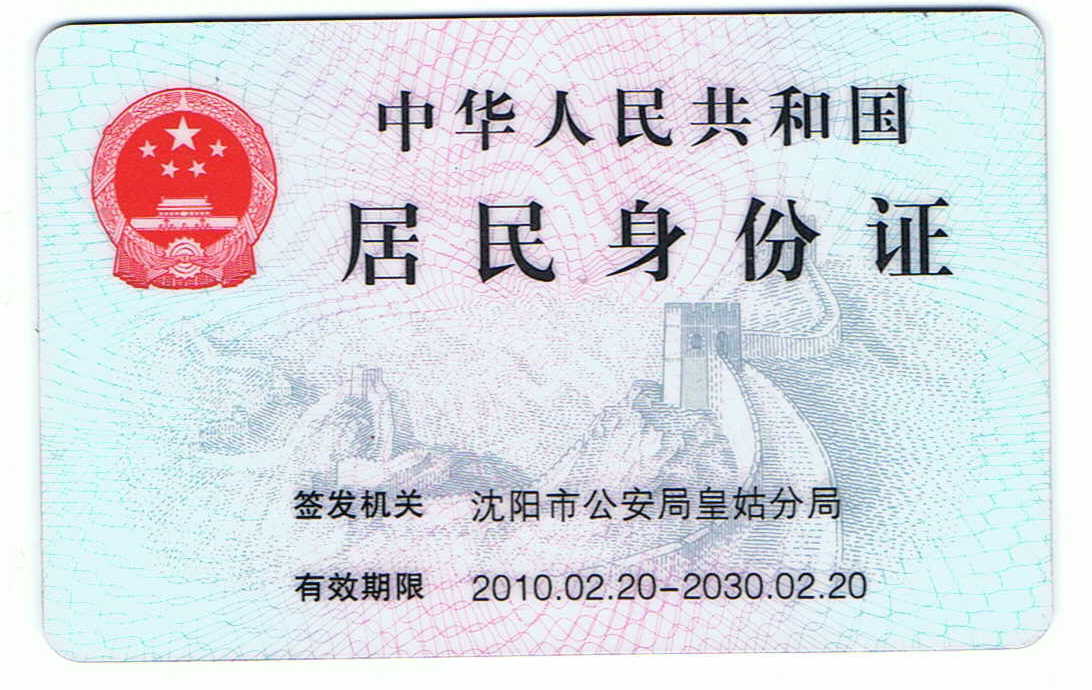 中华人民共和国
居民身份证
签发机关 沈阳市公安局皇姑分局
有效期限 2010.02.20-2030.02.20